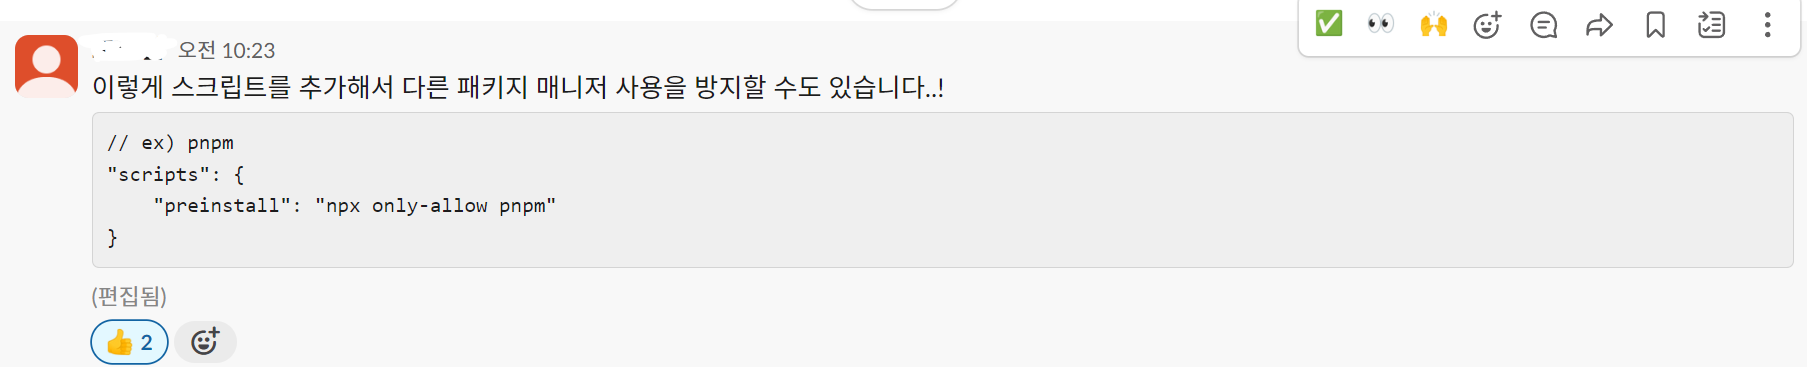 오전 10:23
이렇게 스크립트를 추가해서 다른 패키지 매니저 사용을 방지할 수도 있습니다..!
// ex) pnpm
"scripts": {
    "preinstall": "npx only-allow pnpm"
}
(편집됨)
2